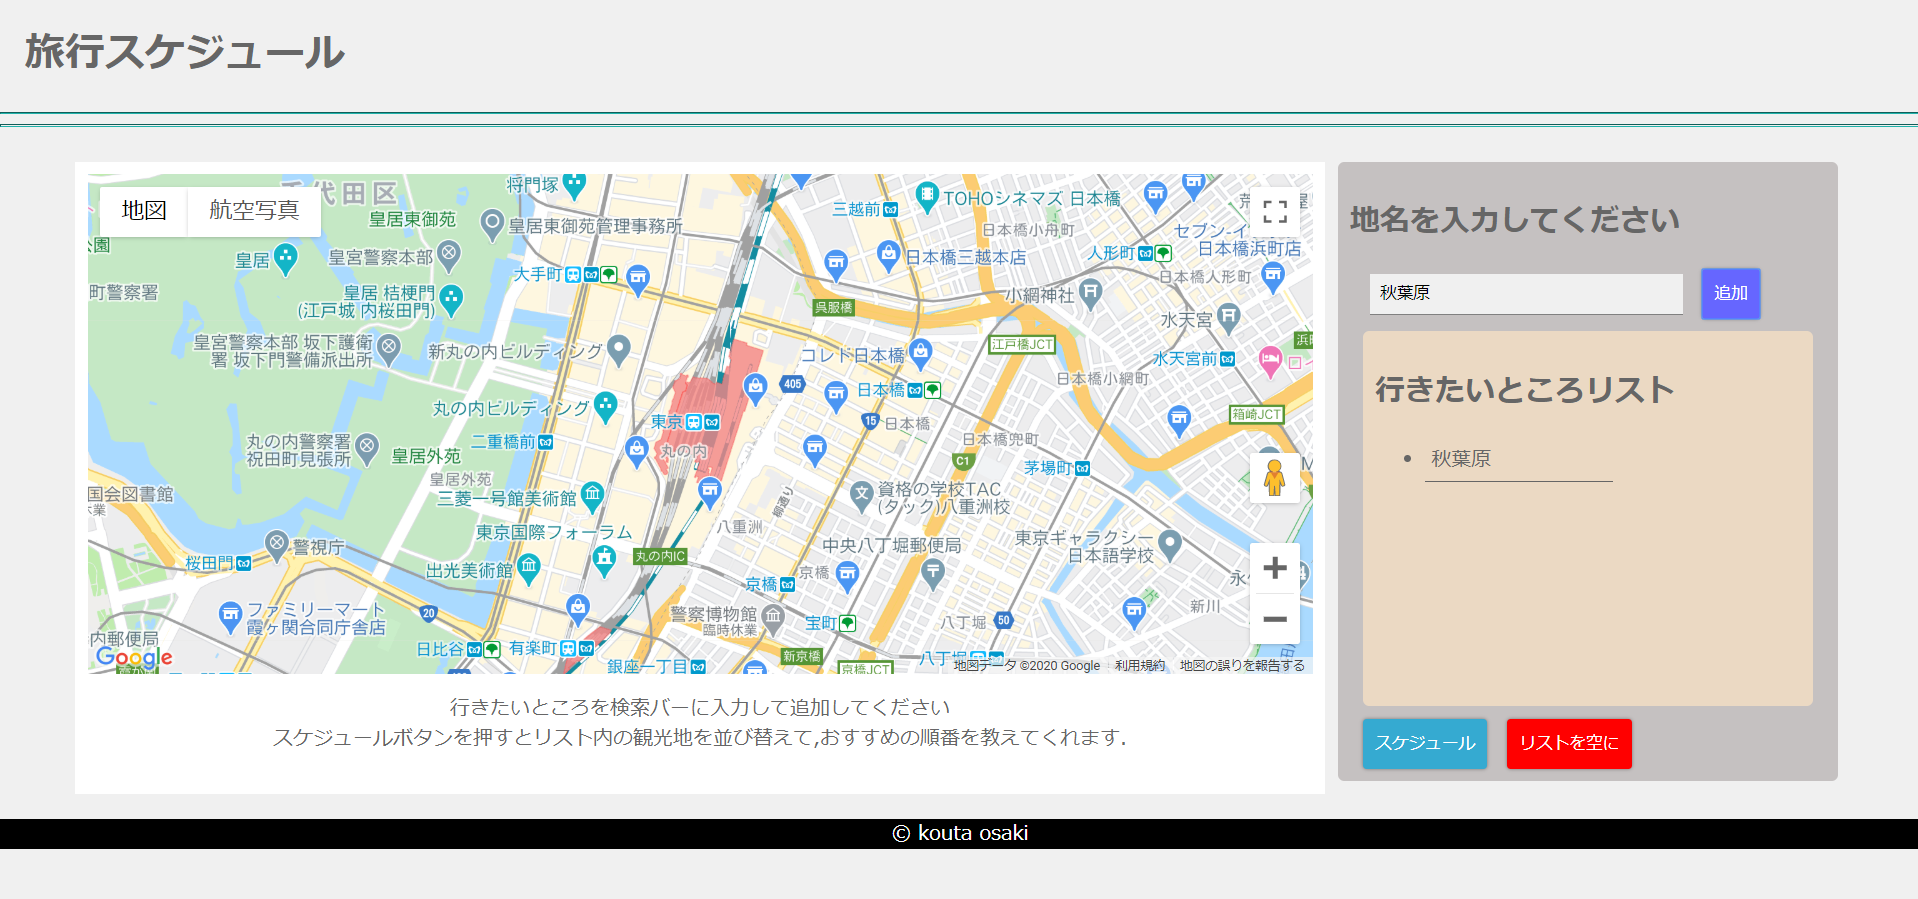 旅行スケジュール
地図
航空写真
千代田区
将門塚
皇居東御苑
皇居東御苑管理事務所
三越前
TOHOシネマズ 日本橋
日本橋小舟町
セブン-イ
日本橋浜町店
公園
皇居
皇宮警察本部
大手町
日本橋三越本店
人形町
日本橋人形町
町警察署
皇居 桔梗門
(江戸城 内桜田門)
呉服橋
小網神社
水天宮
皇宮警察本部 坂下護衛
署 坂下門警備派出所
新丸の内ビルディング
コレド日本橋
江戸橋JCT
水天宮前
405
日本橋
日本橋小網町
丸の内ビルディング
東京
15
日本橋
箱崎JCT
丸の内警察署
祝田町見張所
二重橋前
皇居外苑
丸の内
日本橋兜町
C1
茅場町
皇居外苑
国会図書館
休業
三菱一号館美術館
資格の学校TAC
(タック)八重洲校
柳通り
八重洲
東京国際フォーラム
桜田門
警視庁
丸の内IC
中央八丁堀郵便局
東京ギャラクシー
日本語学校
出光美術館
京橋
京橋
ファミリーマート
霞ヶ関合同庁舎店
20
警察博物館
臨時休業
宝町
八丁堀
50
新川
内郵便局
日比谷
有楽町
銀座一丁目
新京橋
京橋JCT
八丁堀
Google
地図データ ©2020 Google
利用規約
地図の誤りを報告する
行きたいところを検索バーに入力して追加してください
スケジュールボタンを押すとリスト内の観光地を並び替えて,おすすめの順番を教えてくれます.
地名を入力してください
秋葉原
追加
行きたいところリスト
秋葉原
スケジュール
リストを空に
© kouta osaki